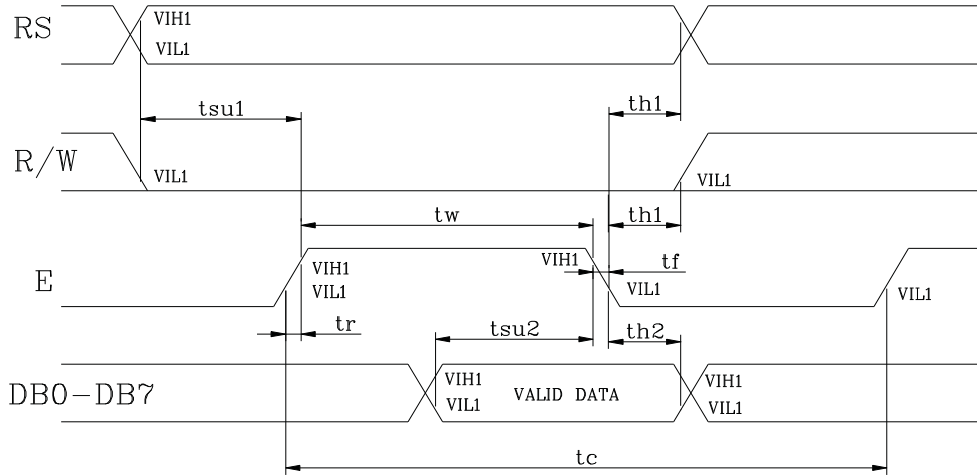 RS
VIH1
VIL1
tsu1
th1
R/W
VIL1
VIL1
tw
th1
E
VIH1
VIL1
VIH1
tf
VIL1
VIL1
tr
tsu2
th2
DB0-DB7
VIH1
VIL1
VALID DATA
VIH1
VIL1
tc